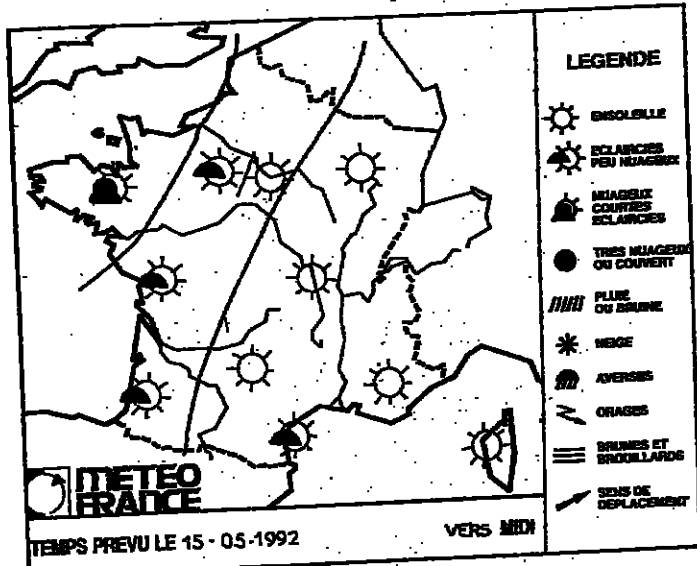 LEGENDE
ENSOLEILLE
ECLAIRCIES
PEU NUAGEUX
NUAGEUX
COURTES
ECLAIRCIES
TRES NUAGEUX
OU COUVERT
PLUIE
OU BRUINE
NEIGE
AVERSES
ORAGES
BRUMES ET
BROUILLARDS
SENS DE
DEPLACEMENT
METEO
FRANCE
TEMPS PREVU LE 15-05-1992
VERS MIDI